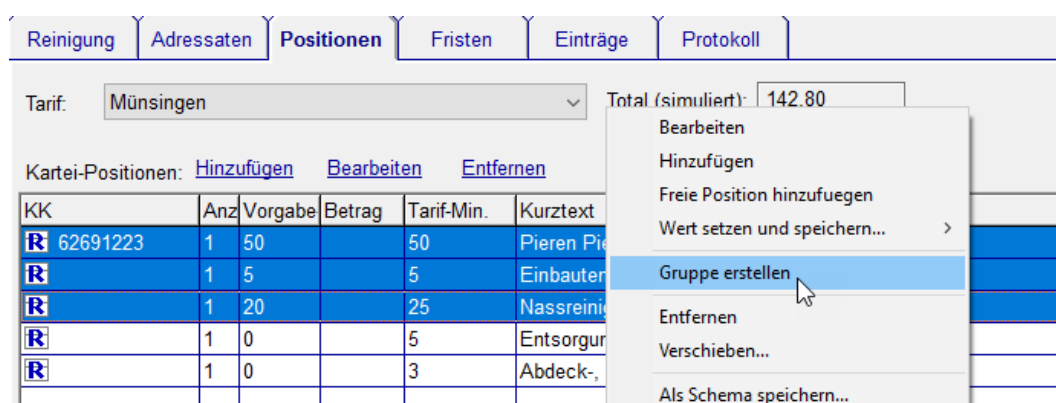 Reinigung Adressaten Positionen Fristen Einträge Protokoll
Tarif: Münsingen Total (simuliert): 142.80
Bearbeiten
Hinzufügen
Freie Position hinzufuegen
Wert setzen und speichern... >
Gruppe erstellen
Entfernen
Verschieben...
Als Schema speichern...
Kartei-Positionen: Hinzufügen Bearbeiten Entfernen
KK Anz Vorgabe Betrag Tarif-Min. Kurztext
R 62691223 1 50 50 Pieren Pie
R 1 5 5 Einbauten
R 1 20 25 Nassreinig
R 1 0 5 Entsorgun
R 1 0 3 Abdeck-,